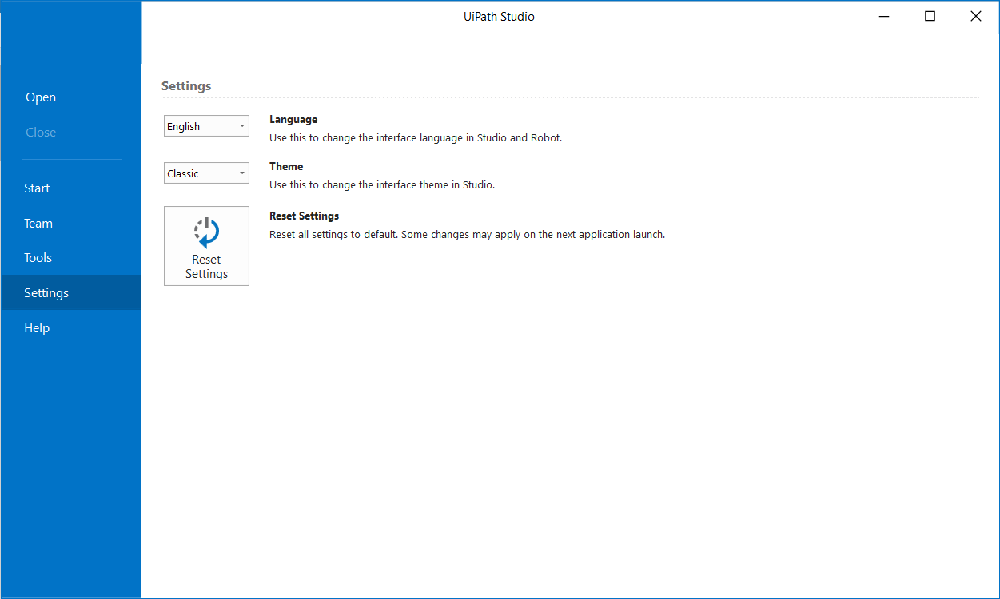 UiPath Studio
Open
Close
Start
Team
Tools
Settings
Help
Settings
English
Language
Use this to change the interface language in Studio and Robot.
Classic
Theme
Use this to change the interface theme in Studio.
Reset
Settings
Reset Settings
Reset all settings to default. Some changes may apply on the next application launch.